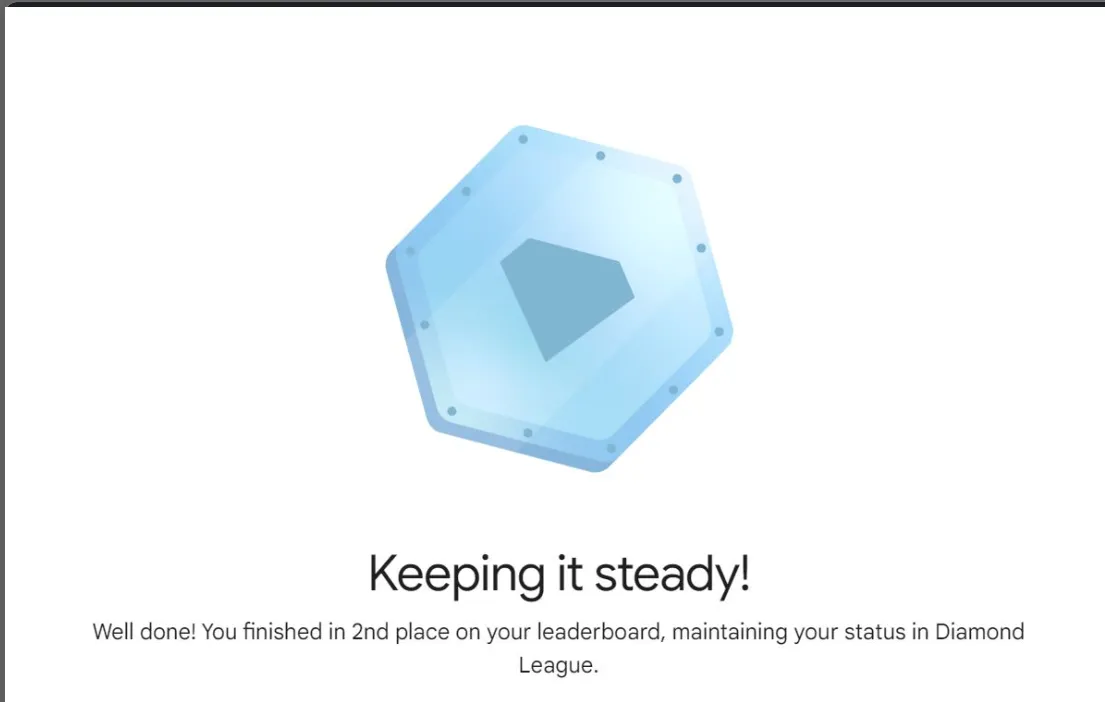 Keeping it steady!
Well done! You finished in 2nd place on your leaderboard, maintaining your status in Diamond
League.